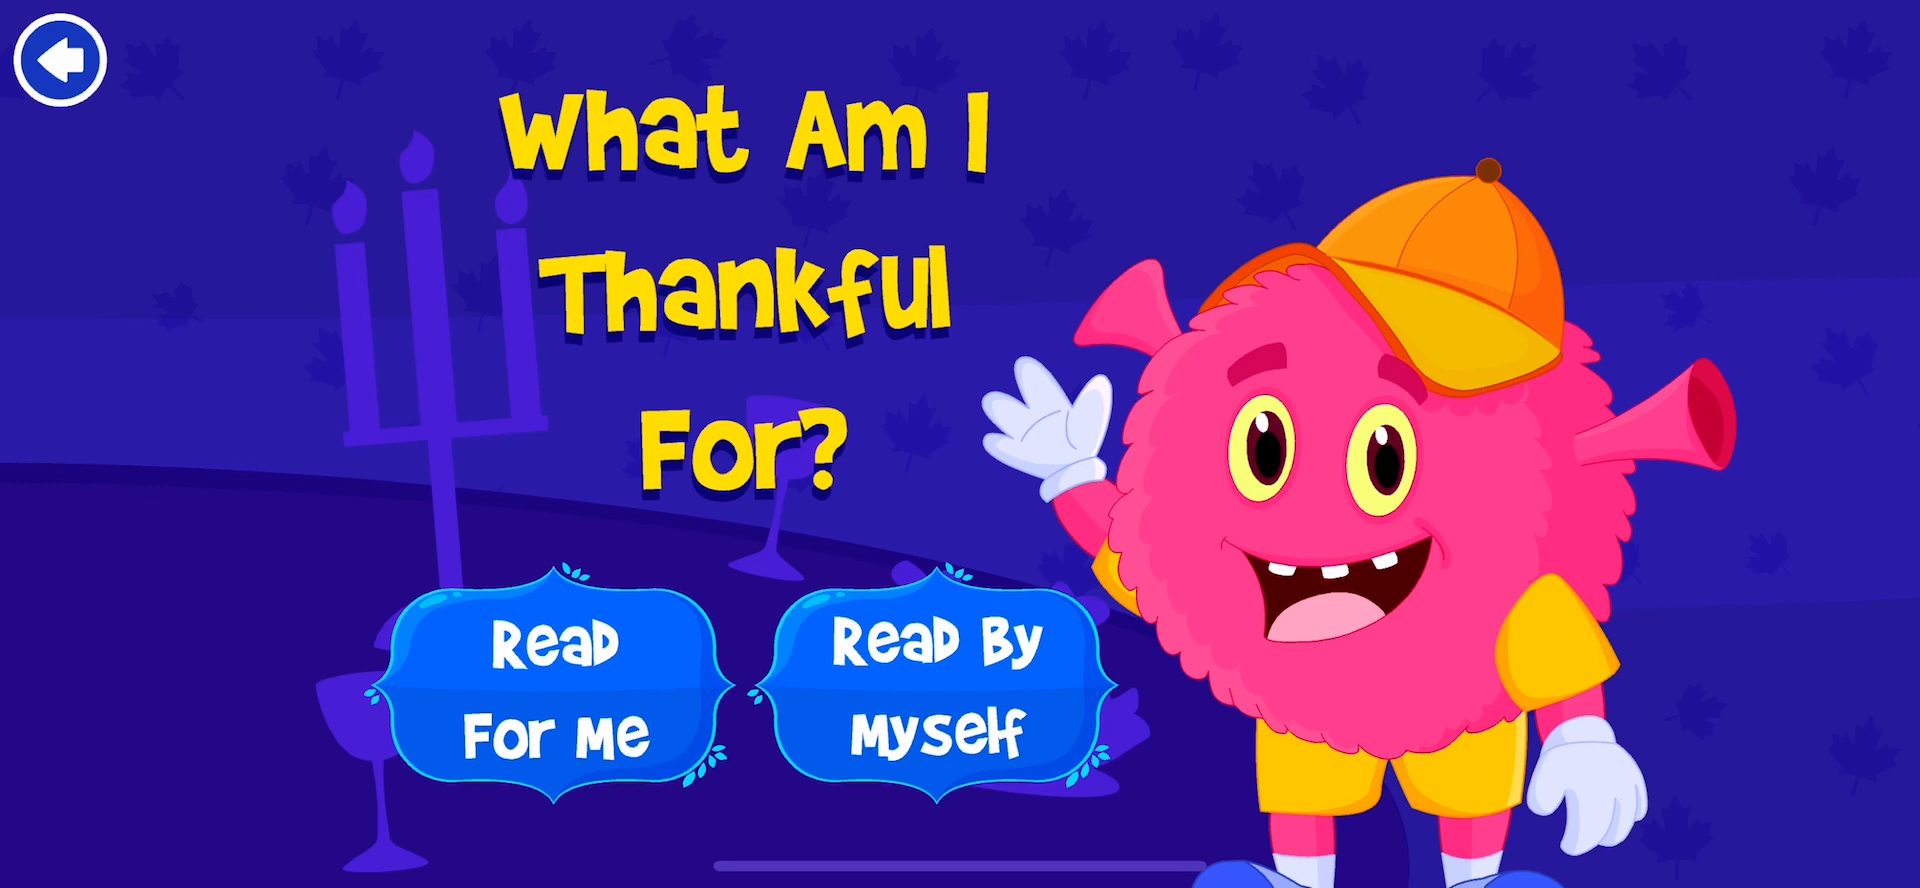 What Am I
Thankful
For?
Read
For Me
Read By
Myself